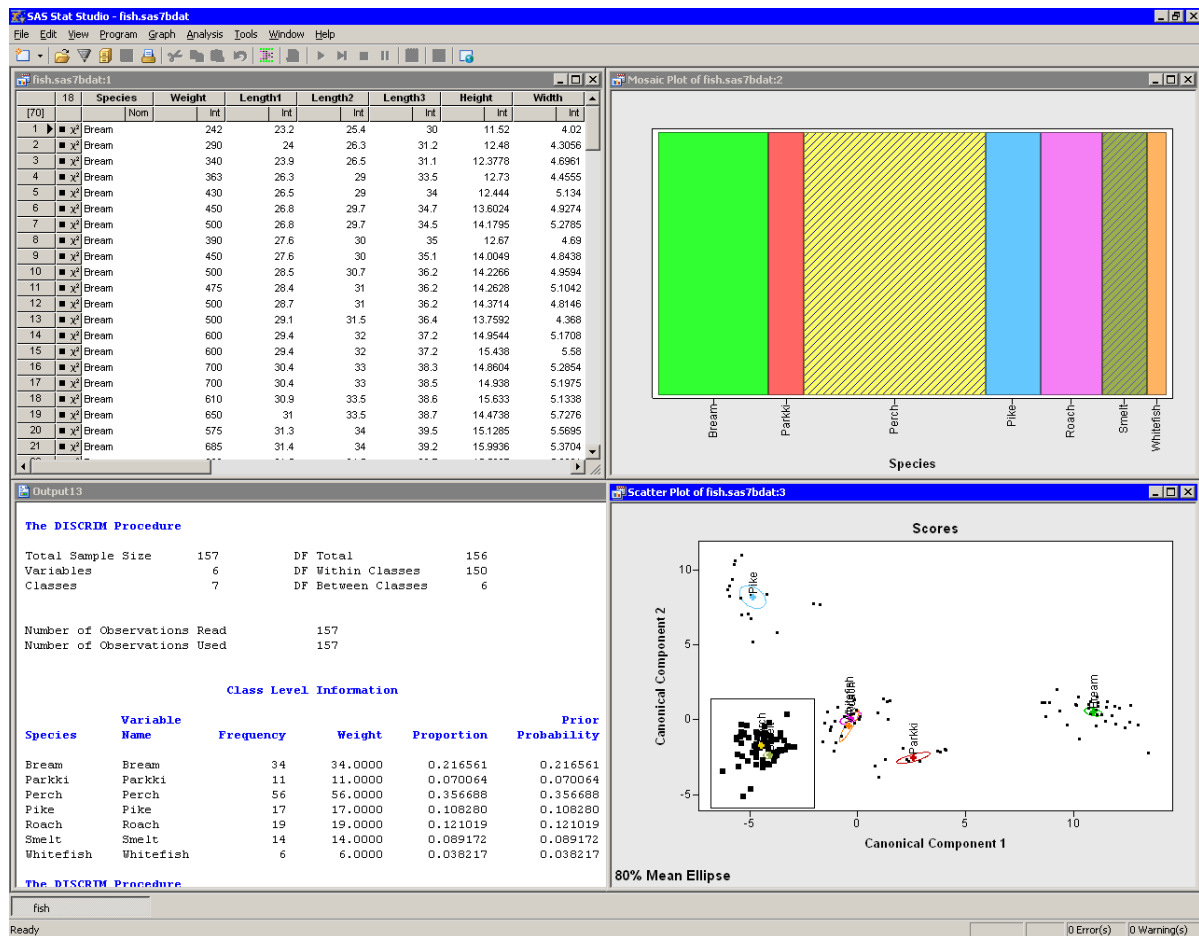 SAS Stat Studio - fish.sas7bdat
File Edit View Program Graph Analysis Tools Window Help
fish.sas7bdat:1
18 Species Weight Length1 Length2 Length3 Height Width
[70] Nom Int Int Int Int Int Int
1 χ² Bream 242 23.2 25.4 30 11.52 4.02
2 χ² Bream 290 24 26.3 31.2 12.48 4.3056
3 χ² Bream 340 23.9 26.5 31.1 12.3778 4.6961
4 χ² Bream 363 26.3 29 33.5 12.73 4.4555
5 χ² Bream 430 26.5 29 34 12.444 5.134
6 χ² Bream 450 26.8 29.7 34.7 13.6024 4.9274
7 χ² Bream 500 26.8 29.7 34.5 14.1795 5.2785
8 χ² Bream 390 27.6 30 35 12.67 4.69
9 χ² Bream 450 27.6 30 35.1 14.0049 4.8438
10 χ² Bream 500 28.5 30.7 36.2 14.2266 4.9594
11 χ² Bream 475 28.4 31 36.2 14.2628 5.1042
12 χ² Bream 500 28.7 31 36.2 14.3714 4.8146
13 χ² Bream 500 29.1 31.5 36.4 13.7592 4.368
14 χ² Bream 600 29.4 32 37.2 14.9544 5.1708
15 χ² Bream 600 29.4 32 37.2 15.438 5.58
16 χ² Bream 700 30.4 33 38.3 14.8604 5.2854
17 χ² Bream 700 30.4 33 38.5 14.938 5.1975
18 χ² Bream 610 30.9 33.5 38.6 15.633 5.1338
19 χ² Bream 650 31 33.5 38.7 14.4738 5.7276
20 χ² Bream 575 31.3 34 39.5 15.1285 5.5695
21 χ² Bream 685 31.4 34 39.2 15.9936 5.3704
Mosaic Plot of fish.sas7bdat:2
Bream
Parkki
Perch
Pike
Roach
Smelt
Whitefish
Species
Output13
The DISCRIM Procedure
Total Sample Size 157 DF Total 156
Variables 6 DF Within Classes 150
Classes 7 DF Between Classes 6
Number of Observations Read 157
Number of Observations Used 157
Class Level Information
Variable Prior
Species Name Frequency Weight Proportion Probability
Bream Bream 34 34.0000 0.216561 0.216561
Parkki Parkki 11 11.0000 0.070064 0.070064
Perch Perch 56 56.0000 0.356688 0.356688
Pike Pike 17 17.0000 0.108280 0.108280
Roach Roach 19 19.0000 0.121019 0.121019
Smelt Smelt 14 14.0000 0.089172 0.089172
Whitefish Whitefish 6 6.0000 0.038217 0.038217
The DISCRIM Procedure
Scatter Plot of fish.sas7bdat:3
Scores
Canonical Component 2
10
5
0
-5
Pike
Parkki
Bream
-5 0 5 10
Canonical Component 1
80% Mean Ellipse
fish
Ready
0 Error(s) 0 Warning(s)